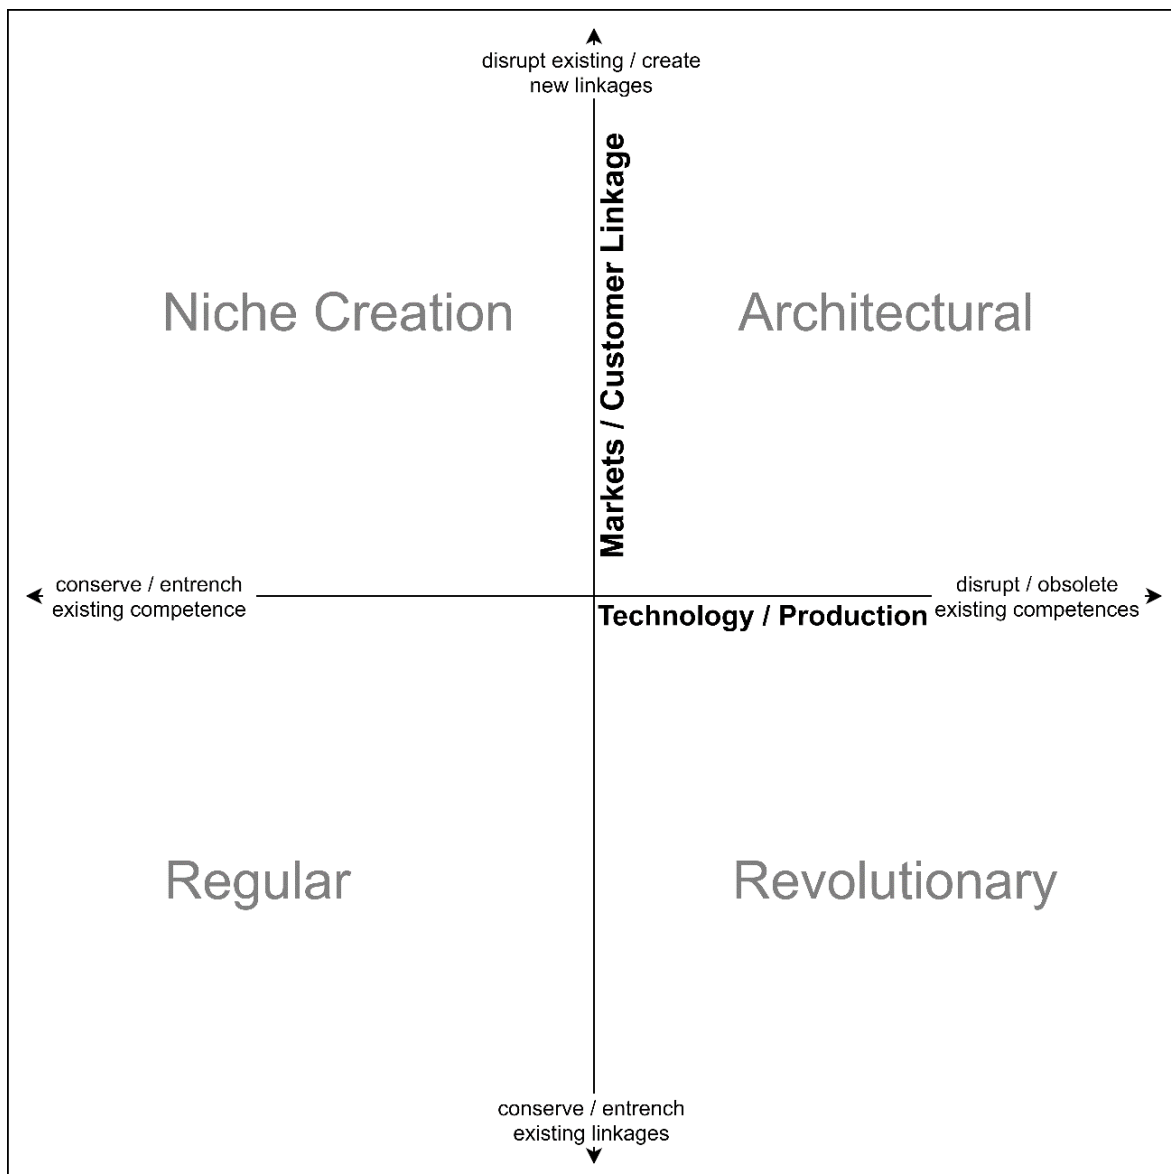 disrupt existing / create
new linkages
Markets / Customer Linkage
Niche Creation
Architectural
conserve / entrench
existing competence
disrupt / obsolete
existing competences
Technology / Production
Regular
Revolutionary
conserve / entrench
existing linkages